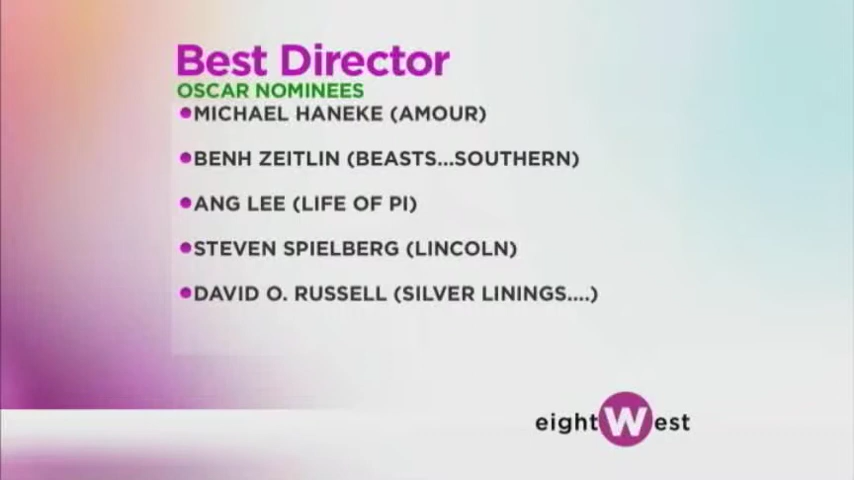 Best Director
OSCAR NOMINEES
•MICHAEL HANEKE (AMOUR)
•BENH ZEITLIN (BEASTS...SOUTHERN)
•ANG LEE (LIFE OF PI)
•STEVEN SPIELBERG (LINCOLN)
•DAVID O. RUSSELL (SILVER LININGS....)
eightWest